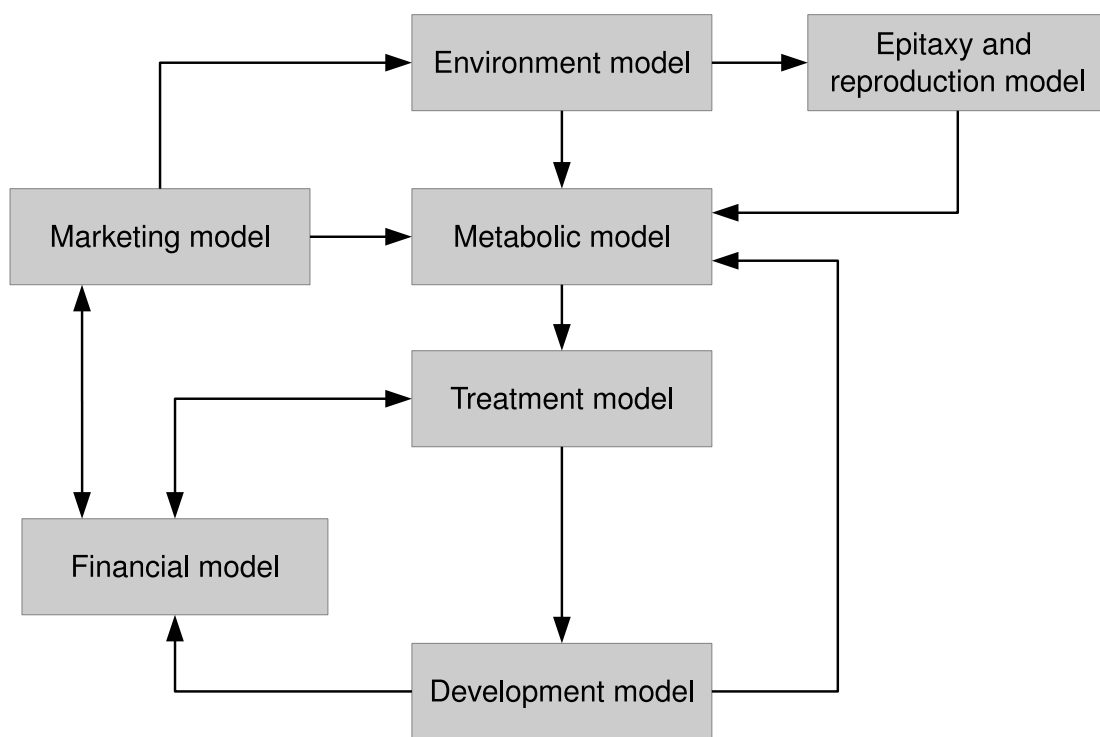 Environment model
Epitaxy and
reproduction model
Marketing model
Metabolic model
Treatment model
Financial model
Development model